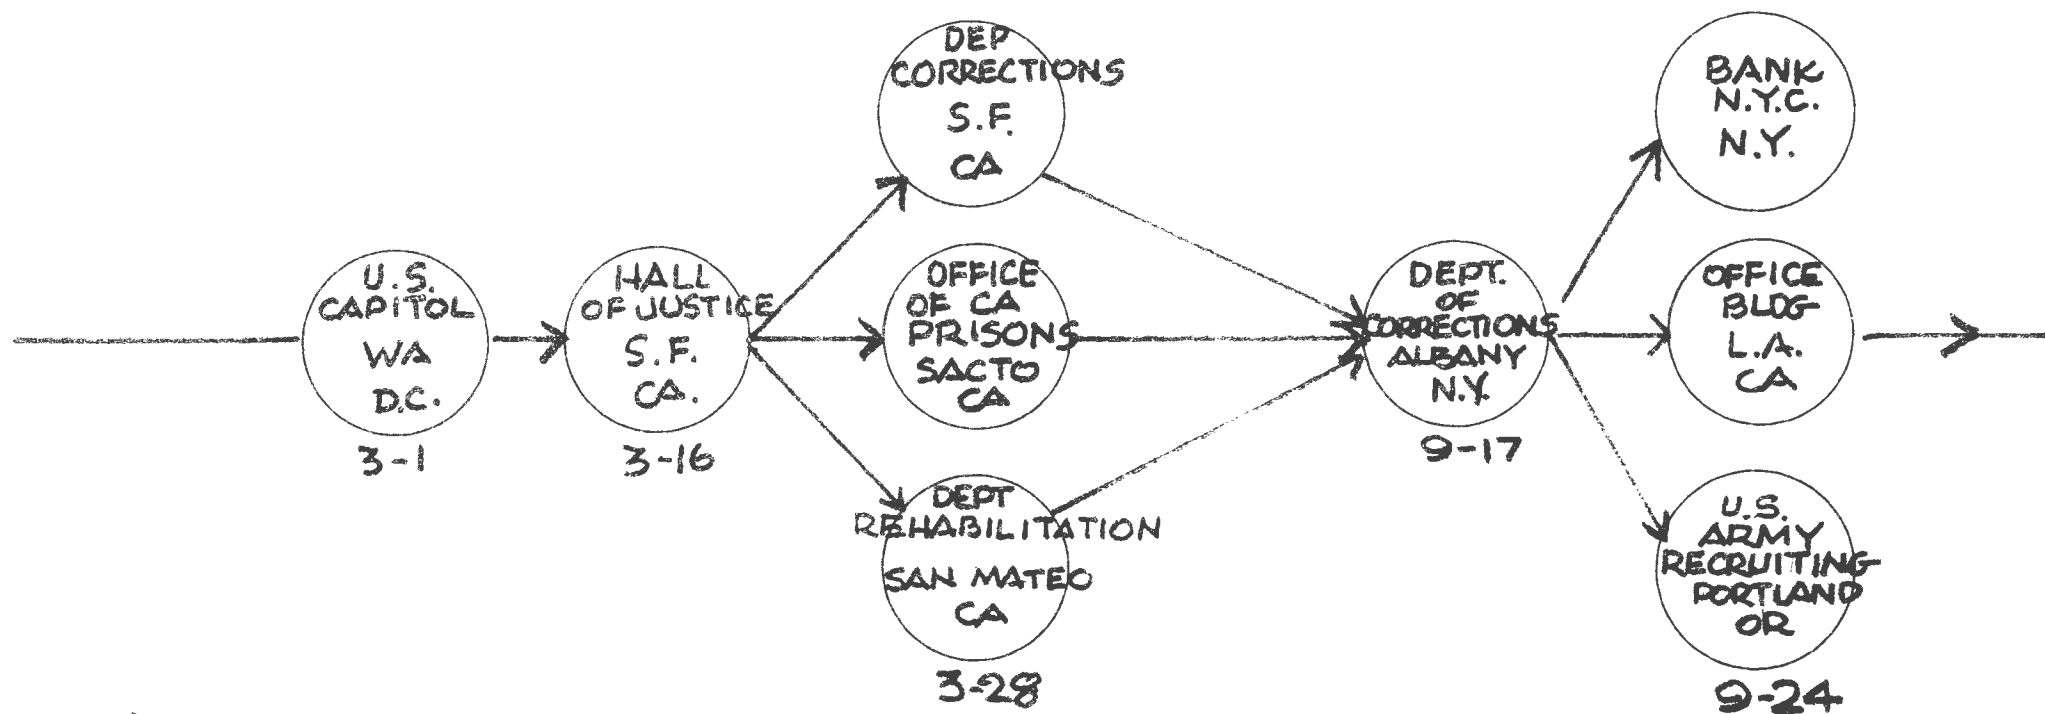 U.S.
CAPITOL
WA
D.C.
3-1
HALL
OF JUSTICE
S.F.
CA.
3-16
DEP
CORRECTIONS
S.F.
CA
OFFICE
OF CA
PRISONS
SACTO
CA
DEPT
REHABILITATION
SAN MATEO
CA
3-28
DEPT.
OF
CORRECTIONS
ALBANY
N.Y.
9-17
BANK
N.Y.C.
N.Y.
OFFICE
BLDG
L.A.
CA
U.S.
ARMY
RECRUITING
PORTLAND
OR
9-24